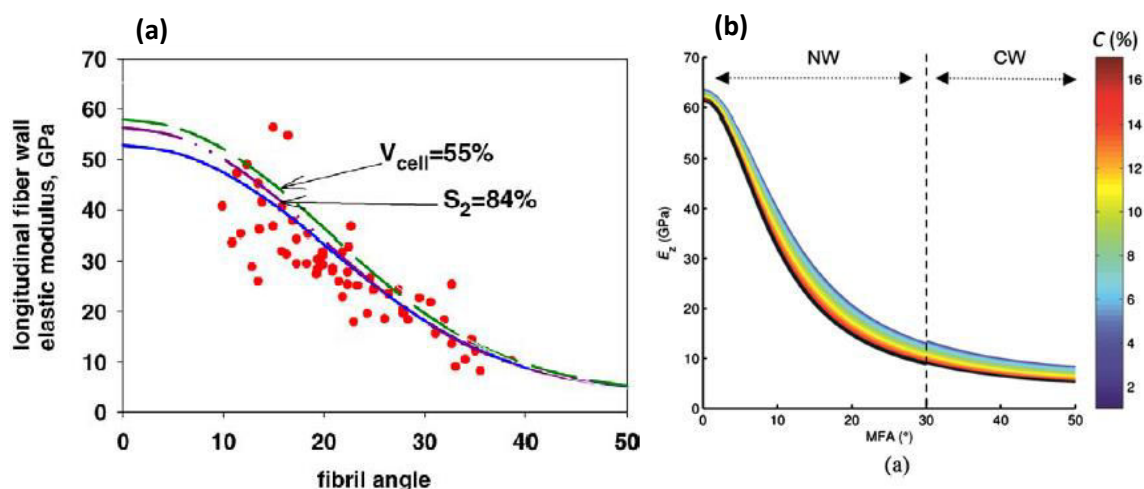 (a)
70
60
50
40
30
20
10
0
longitudinal fiber wall
elastic modulus, GPa
V_cell=55%
S_2=84%
0 10 20 30 40 50
fibril angle
(b)
C (%)
NW
CW
70
60
50
40
30
20
10
0
Ē_z (GPa)
0 10 20 30 40 50
MFA (°)
(a)
16
14
12
10
8
6
4
2